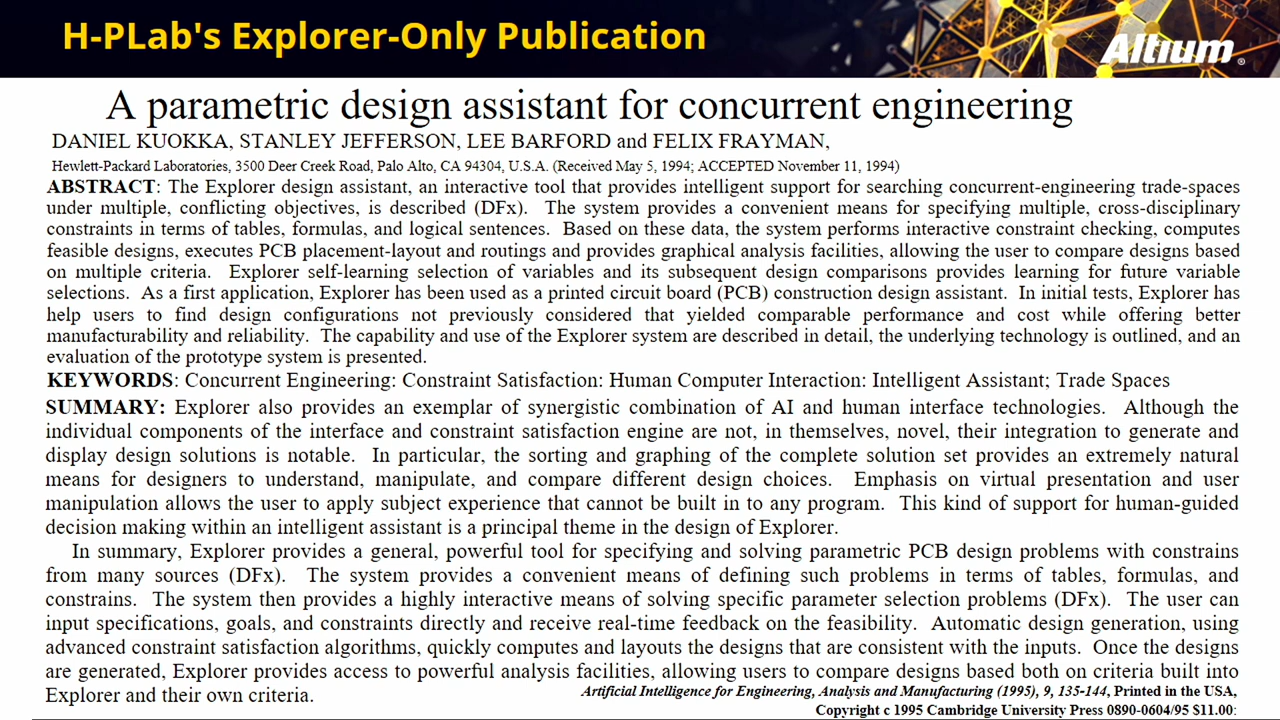 H-PLab's Explorer-Only Publication
Altium®
A parametric design assistant for concurrent engineering
DANIEL KUOKKA, STANLEY JEFFERSON, LEE BARFORD and FELIX FRAYMAN,
Hewlett-Packard Laboratories, 3500 Deer Creek Road, Palo Alto, CA 94304, U.S.A. (Received May 5, 1994; ACCEPTED November 11, 1994)
ABSTRACT: The Explorer design assistant, an interactive tool that provides intelligent support for searching concurrent-engineering trade-spaces
under multiple, conflicting objectives, is described (DFx). The system provides a convenient means for specifying multiple, cross-disciplinary
constraints in terms of tables, formulas, and logical sentences. Based on these data, the system performs interactive constraint checking, computes
feasible designs, executes PCB placement-layout and routings and provides graphical analysis facilities, allowing the user to compare designs based
on multiple criteria. Explorer self-learning selection of variables and its subsequent design comparisons provides learning for future variable
selections. As a first application, Explorer has been used as a printed circuit board (PCB) construction design assistant. In initial tests, Explorer has
help users to find design configurations not previously considered that yielded comparable performance and cost while offering better
manufacturability and reliability. The capability and use of the Explorer system are described in detail, the underlying technology is outlined, and an
evaluation of the prototype system is presented.
KEYWORDS: Concurrent Engineering: Constraint Satisfaction: Human Computer Interaction: Intelligent Assistant; Trade Spaces
SUMMARY: Explorer also provides an exemplar of synergistic combination of AI and human interface technologies. Although the
individual components of the interface and constraint satisfaction engine are not, in themselves, novel, their integration to generate and
display design solutions is notable. In particular, the sorting and graphing of the complete solution set provides an extremely natural
means for designers to understand, manipulate, and compare different design choices. Emphasis on virtual presentation and user
manipulation allows the user to apply subject experience that cannot be built in to any program. This kind of support for human-guided
decision making within an intelligent assistant is a principal theme in the design of Explorer.
In summary, Explorer provides a general, powerful tool for specifying and solving parametric PCB design problems with constrains
from many sources (DFx). The system provides a convenient means of defining such problems in terms of tables, formulas, and
constrains. The system then provides a highly interactive means of solving specific parameter selection problems (DFx). The user can
input specifications, goals, and constraints directly and receive real-time feedback on the feasibility. Automatic design generation, using
advanced constraint satisfaction algorithms, quickly computes and layouts the designs that are consistent with the inputs. Once the designs
are generated, Explorer provides access to powerful analysis facilities, allowing users to compare designs based both on criteria built into
Explorer and their own criteria.
Artificial Intelligence for Engineering, Analysis and Manufacturing (1995), 9, 135-144, Printed in the USA,
Copyright c 1995 Cambridge University Press 0890-0604/95 $11.00: